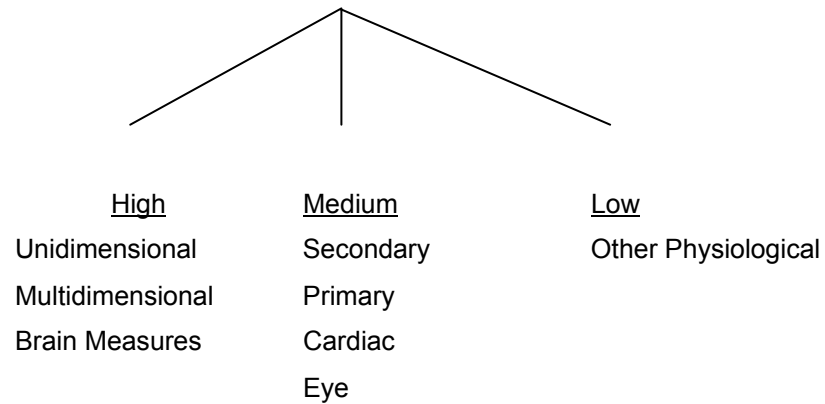 High Medium Low
Unidimensional Secondary Other Physiological
Multidimensional Primary
Brain Measures Cardiac
Eye